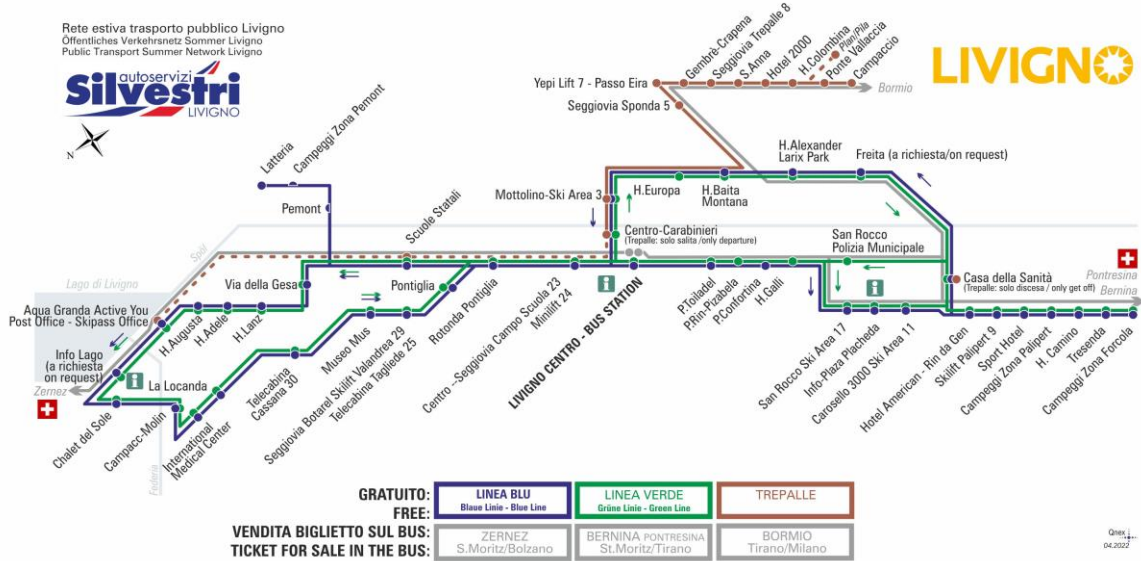 Rete estiva trasporto pubblico Livigno
Öffentliches Verkehrsnetz Sommer Livigno
Public Transport Summer Network Livigno
autoservizi
Silvestri
LIVIGNO
N
LIVIGNO
Gembrè-Crapena
Seggiovia Trepalle 8
S.Anna
Hotel 2000
H.Colombina
Plan/Pila
Ponte Vallaccia
Campaccio
Yepi Lift 7 - Passo Eira
Bormio
Seggiovia Sponda 5
Latteria
Campeggi Zona Pemont
Pemont
Scuole Statali
Mottolino-Ski Area 3
H.Europa
H.Baita
Montana
H.Alexander
Larix Park
Freita (a richiesta/on request)
Centro-Carabinieri
(Trepalle: solo salita /only departure)
San Rocco
Polizia Municipale
Spöl
Lago di Livigno
Via della Gesa
Pontiglia
Casa della Sanità
(Trepalle: solo discesa / only get off)
Pontresina
Bernina
Aqua Granda Active You
Post Office - Skipass Office
H.Augusta
H.Adele
H.Lanz
Info Lago
(a richiesta
on request)
Zernez
La Locanda
Chalet del Sole
Campacc-Molin
Federia
International
Medical Center
Telecabina
Cassana 30
Museo Mus
Seggiovia Botarel Skilift Valandrea 29
Telecabina Tagliede 25
Rotonda Pontiglia
Centro --Seggiovia Campo Scuola 23
Minilift 24
i
LIVIGNO CENTRO - BUS STATION
P.Toiladel
P.Rin-Pizabela
P.Confortina
H.Galli
i
San Rocco Ski Area 17
Info-Plaza Placheda
Carosello 3000 Ski Area 11
Hotel American - Rin da Gen
Skilift Palipert 9
Sport Hotel
Campeggi Zona Palipert
H. Camino
Tresenda
Campeggi Zona Forcola
i
GRATUITO:
FREE:
LINEA BLU
Blaue Linie - Blue Line
LINEA VERDE
Grüne Linie - Green Line
TREPALLE
VENDITA BIGLIETTO SUL BUS:
TICKET FOR SALE IN THE BUS:
ZERNEZ
S.Moritz/Bolzano
BERNINA PONTRESINA
St.Moritz/Tirano
BORMIO
Tirano/Milano
Qnex
04.2022